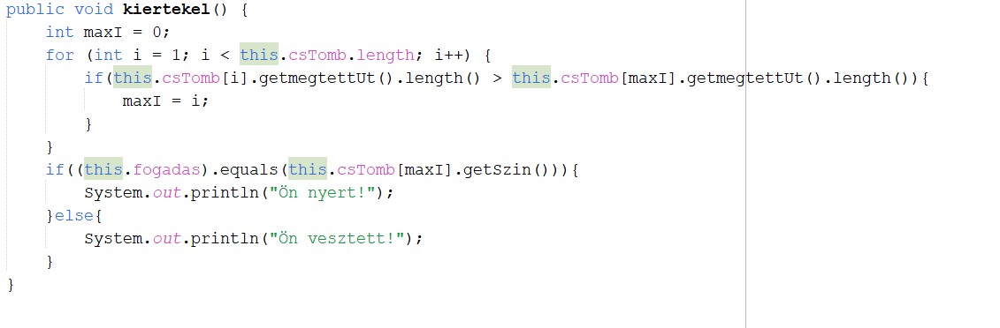 public void kiertekel() {
    int maxI = 0;
    for (int i = 1; i < this.csTomb.length; i++) {
        if(this.csTomb[i].getmegtettUt().length() > this.csTomb[maxI].getmegtettUt().length()){
            maxI = i;
        }
    }
    if((this.fogadas).equals(this.csTomb[maxI].getSzin())){
        System.out.println("Ön nyert!");
    }else{
        System.out.println("Ön vesztett!");
    }
}